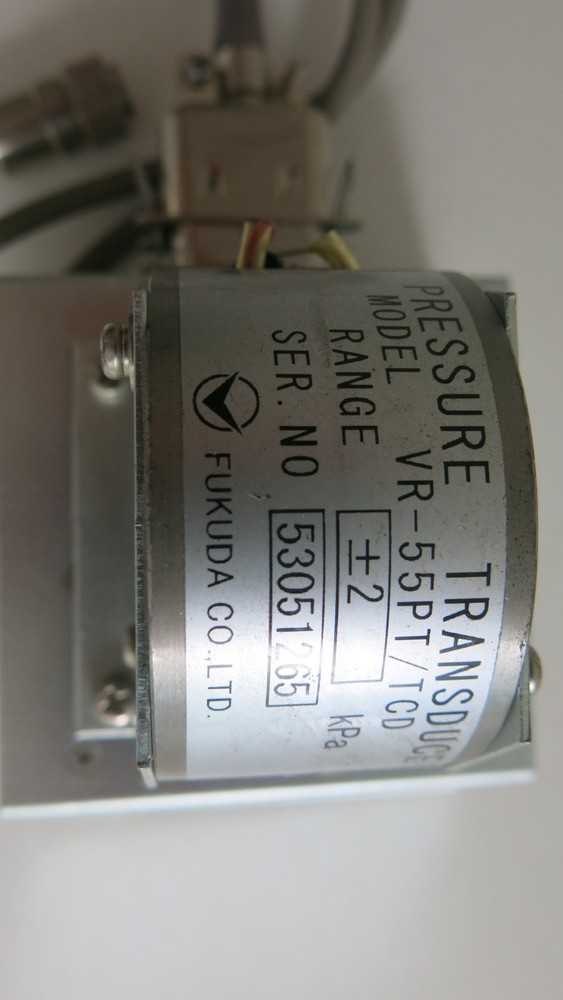 PRESSURE TRANSDUCE
MODEL VR-55PT/TCD
RANGE ±2 kPa
SER. NO 53051265
FUKUDA CO.,LTD.